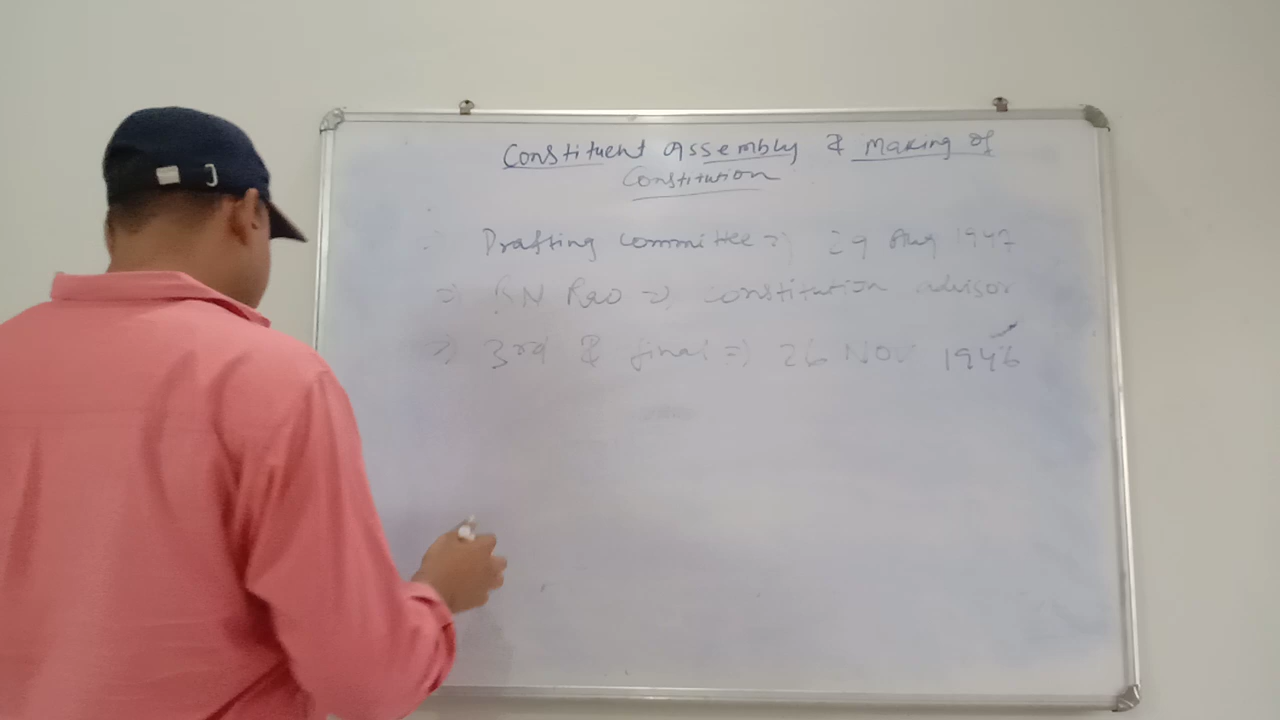 Constituent Assembly & Making of
Constitution
Drafting Committee => 29 Aug 1947
=> BN Rao => Constitution advisor
=> 3rd & final => 26 NOV 1946